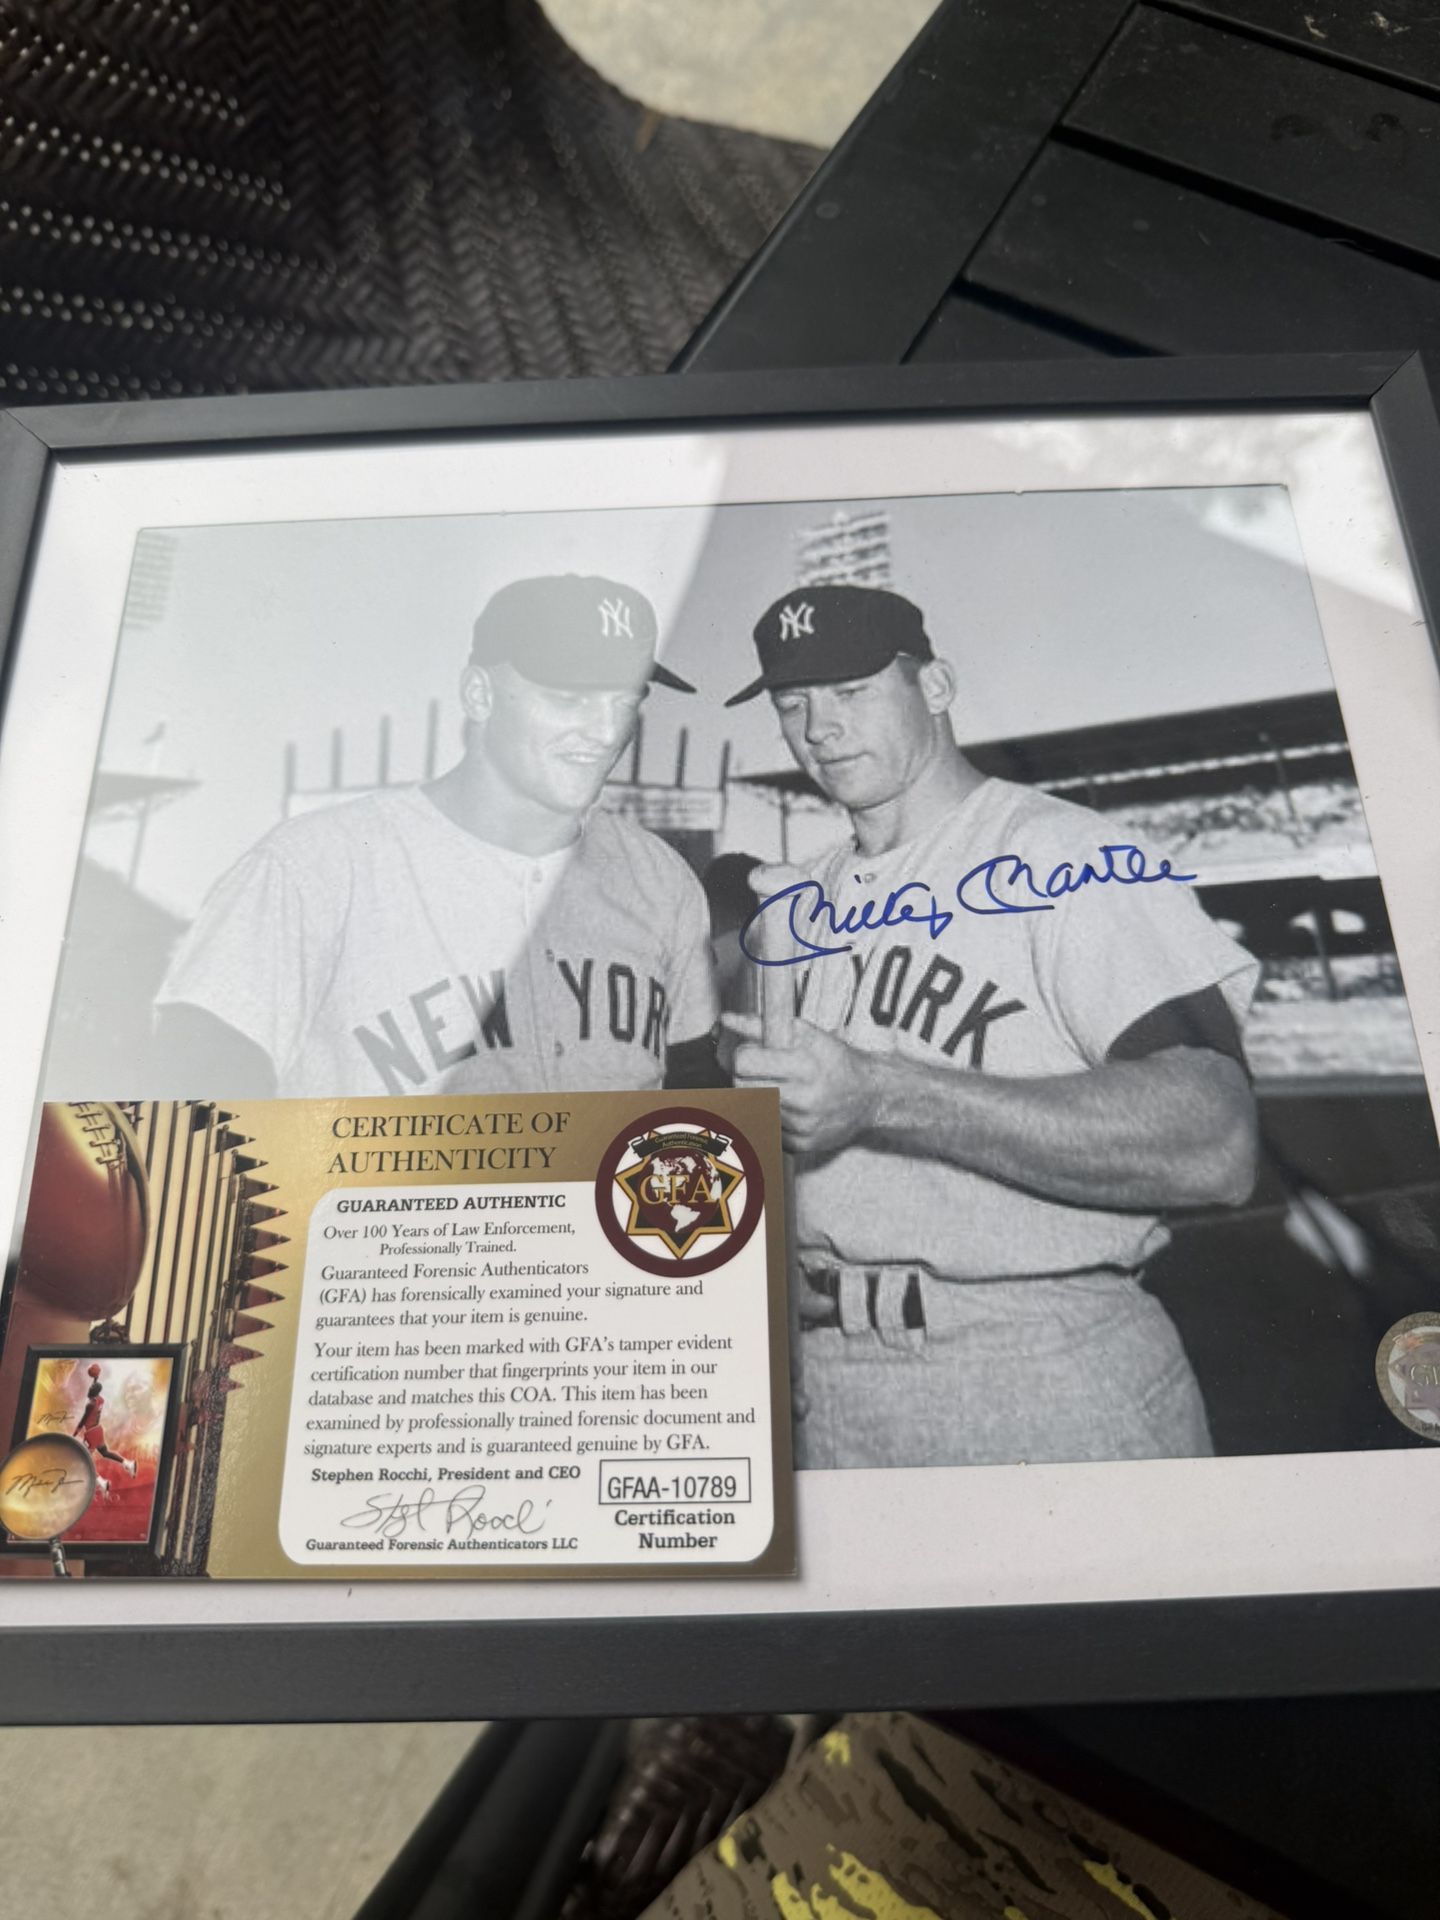 NY
NY
Mickey Mantle
NEW YOR
YORK
CERTIFICATE OF
AUTHENTICITY
Guaranteed Forensic
Authentication
GFA
GUARANTEED AUTHENTIC
Over 100 Years of Law Enforcement,
Professionally Trained.
Guaranteed Forensic Authenticators
(GFA) has forensically examined your signature and
guarantees that your item is genuine.
Your item has been marked with GFA's tamper evident
certification number that fingerprints your item in our
database and matches this COA. This item has been
examined by professionally trained forensic document and
signature experts and is guaranteed genuine by GFA.
Stephen Rocchi, President and CEO
Guaranteed Forensic Authenticators LLC
GFAA-10789
Certification
Number